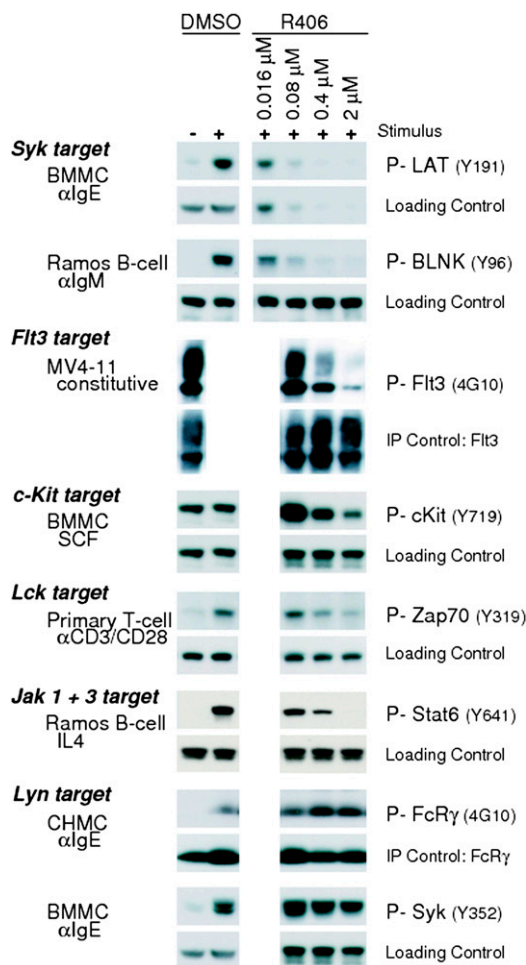 DMSO R406
0.016 μM
0.08 μM
0.4 μM
2 μM
- + + + + + Stimulus
Syk target
BMMC
αIgE
P- LAT (Y191)
Loading Control
Ramos B-cell
αIgM
P- BLNK (Y96)
Loading Control
Flt3 target
MV4-11
constitutive
P- Flt3 (4G10)
IP Control: Flt3
c-Kit target
BMMC
SCF
P- cKit (Y719)
Loading Control
Lck target
Primary T-cell
αCD3/CD28
P- Zap70 (Y319)
Loading Control
Jak 1 + 3 target
Ramos B-cell
IL4
P- Stat6 (Y641)
Loading Control
Lyn target
CHMC
αIgE
P- FcRγ (4G10)
IP Control: FcRγ
BMMC
αIgE
P- Syk (Y352)
Loading Control